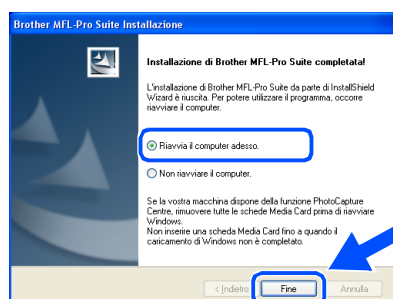 Brother MFL-Pro Suite Installazione
Installazione di Brother MFL-Pro Suite completata!
L'installazione di Brother MFL-Pro Suite da parte di InstallShield
Wizard è riuscita. Per potere utilizzare il programma, occorre
riavviare il computer.
Riavvia il computer adesso.
Non riavviare il computer.
Se la vostra macchina dispone della funzione PhotoCapture
Centre, rimuovere tutte le schede Media Card prima di riavviare
Windows.
Non inserire una scheda Media Card fino a quando il
caricamento di Windows non è completato.
< Indietro Fine Annulla